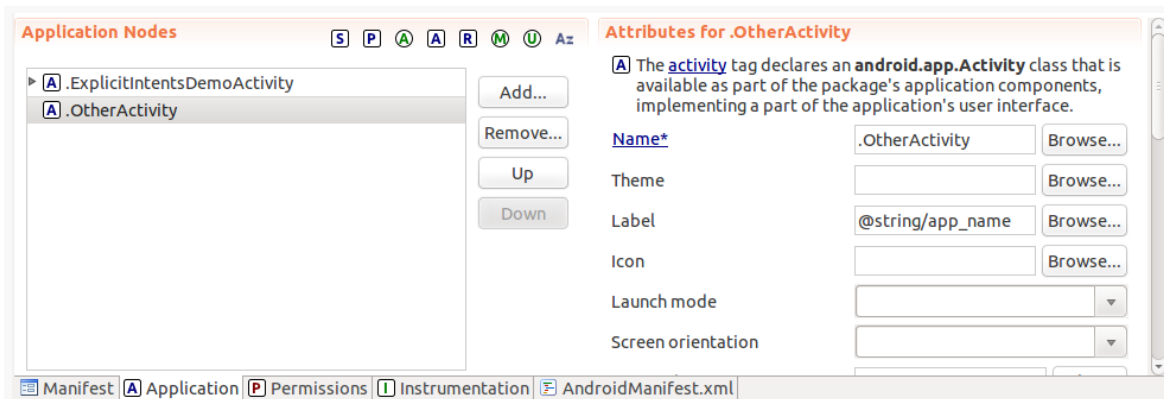 Application Nodes
S P A A R M U Az
A .ExplicitIntentsDemoActivity
A .OtherActivity
Add...
Remove...
Up
Down
Attributes for .OtherActivity
A The activity tag declares an android.app.Activity class that is
available as part of the package's application components,
implementing a part of the application's user interface.
Name* .OtherActivity Browse...
Theme Browse...
Label @string/app_name Browse...
Icon Browse...
Launch mode
Screen orientation
Manifest A Application P Permissions I Instrumentation F AndroidManifest.xml